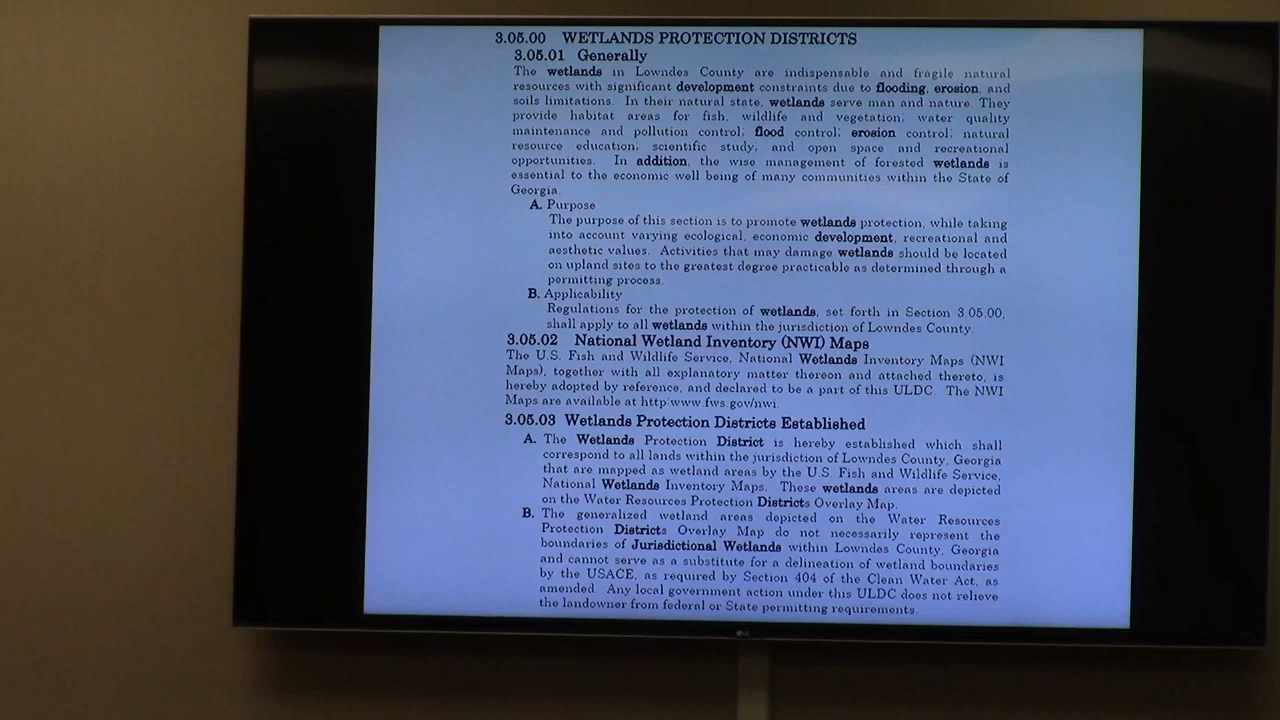 3.05.00 WETLANDS PROTECTION DISTRICTS
3.05.01 Generally
The wetlands in Lowndes County are indispensable and fragile natural
resources with significant development constraints due to flooding, erosion, and
soils limitations. In their natural state, wetlands serve man and nature. They
provide habitat areas for fish, wildlife and vegetation; water quality
maintenance and pollution control; flood control; erosion control; natural
resource education; scientific study; and open space and recreational
opportunities. In addition, the wise management of forested wetlands is
essential to the economic well being of many communities within the State of
Georgia.
A. Purpose
The purpose of this section is to promote wetlands protection, while taking
into account varying ecological, economic development, recreational and
aesthetic values. Activities that may damage wetlands should be located
on upland sites to the greatest degree practicable as determined through a
permitting process.
B. Applicability
Regulations for the protection of wetlands, set forth in Section 3.05.00,
shall apply to all wetlands within the jurisdiction of Lowndes County.
3.05.02 National Wetland Inventory (NWI) Maps
The U.S. Fish and Wildlife Service, National Wetlands Inventory Maps (NWI
Maps), together with all explanatory matter thereon and attached thereto, is
hereby adopted by reference, and declared to be a part of this ULDC. The NWI
Maps are available at http:www.fws.gov/nwi.
3.05.03 Wetlands Protection Districts Established
A. The Wetlands Protection District is hereby established which shall
correspond to all lands within the jurisdiction of Lowndes County, Georgia
that are mapped as wetland areas by the U.S. Fish and Wildlife Service,
National Wetlands Inventory Maps. These wetlands areas are depicted
on the Water Resources Protection Districts Overlay Map.
B. The generalized wetland areas depicted on the Water Resources
Protection Districts Overlay Map do not necessarily represent the
boundaries of Jurisdictional Wetlands within Lowndes County, Georgia
and cannot serve as a substitute for a delineation of wetland boundaries
by the USACE, as required by Section 404 of the Clean Water Act, as
amended. Any local government action under this ULDC does not relieve
the landowner from federal or State permitting requirements.
LG